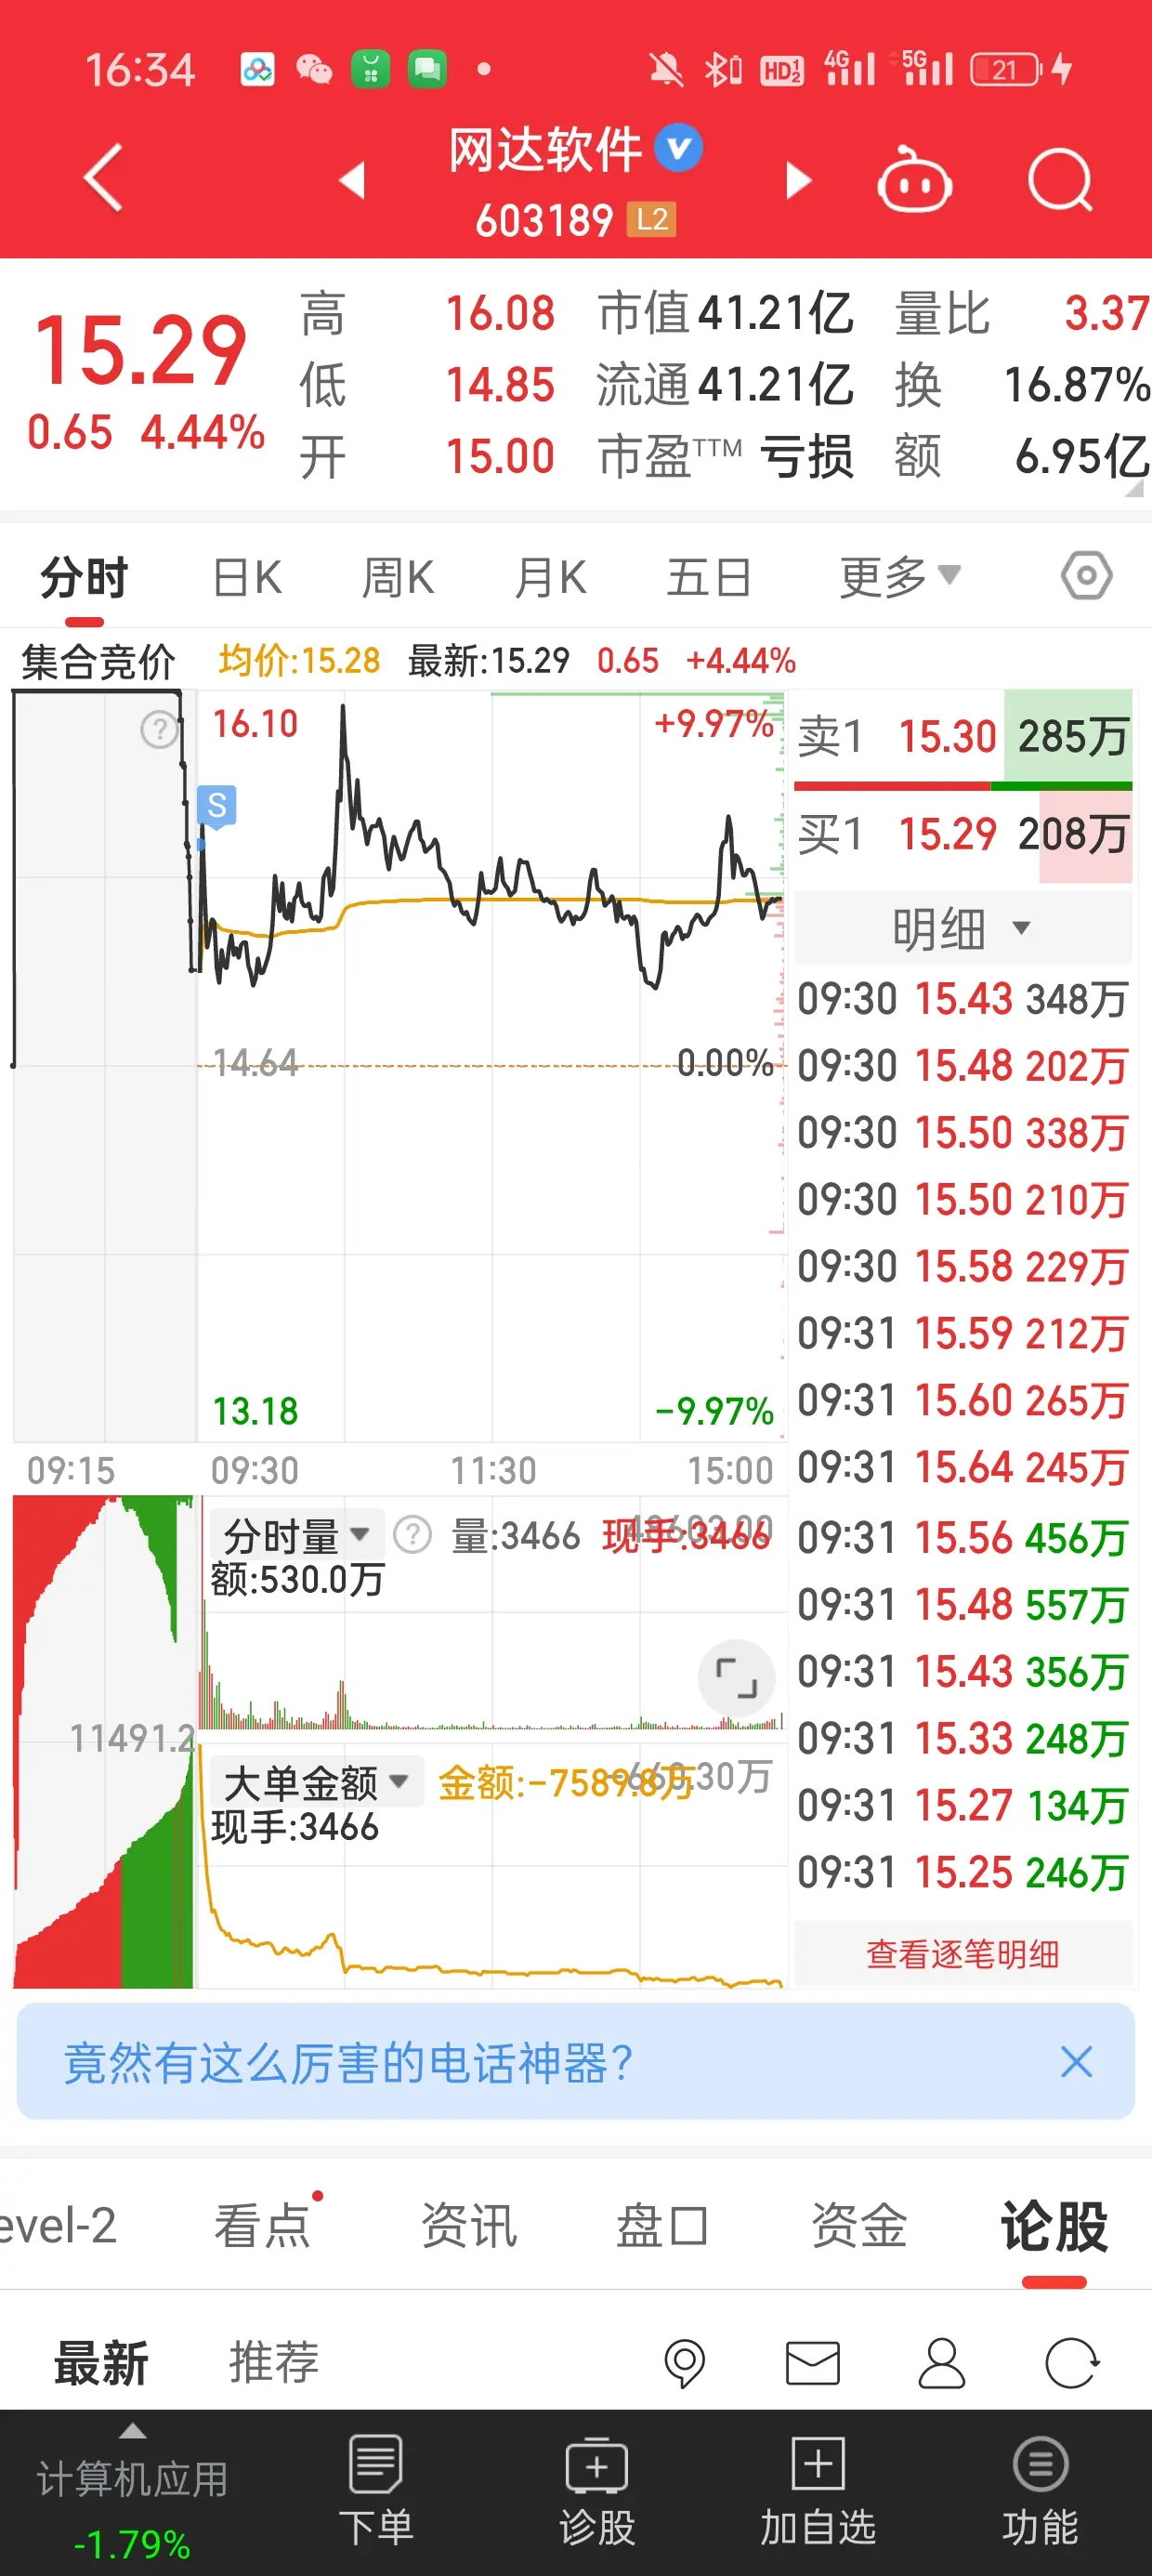 16:34 HD 1 2 4G 5G 21
网达软件
603189 L2
15.29
0.65 4.44%
高 16.08 市值 41.21亿 量比 3.37
低 14.85 流通 41.21亿 换 16.87%
开 15.00 市盈TTM 亏损 额 6.95亿
分时 日K 周K 月K 五日 更多
集合竞价 均价:15.28 最新:15.29 0.65 +4.44%
? 16.10 +9.97%
S
14.64 0.00%
13.18 -9.97%
09:15 09:30 11:30 15:00
卖1 15.30 285万
买1 15.29 208万
明细
09:30 15.43 348万
09:30 15.48 202万
09:30 15.50 338万
09:30 15.50 210万
09:30 15.58 229万
09:31 15.59 212万
09:31 15.60 265万
09:31 15.64 245万
09:31 15.56 456万
09:31 15.48 557万
09:31 15.43 356万
09:31 15.33 248万
09:31 15.27 134万
09:31 15.25 246万
查看逐笔明细
分时量 ? 量:3466 现手:3466
额:530.0万
11491.2
大单金额 金额:-7589.8万
现手:3466
竟然有这么厉害的电话神器?
evel-2 看点 资讯 盘口 资金 论股
最新 推荐
计算机应用
-1.79%
下单 诊股 加自选 功能